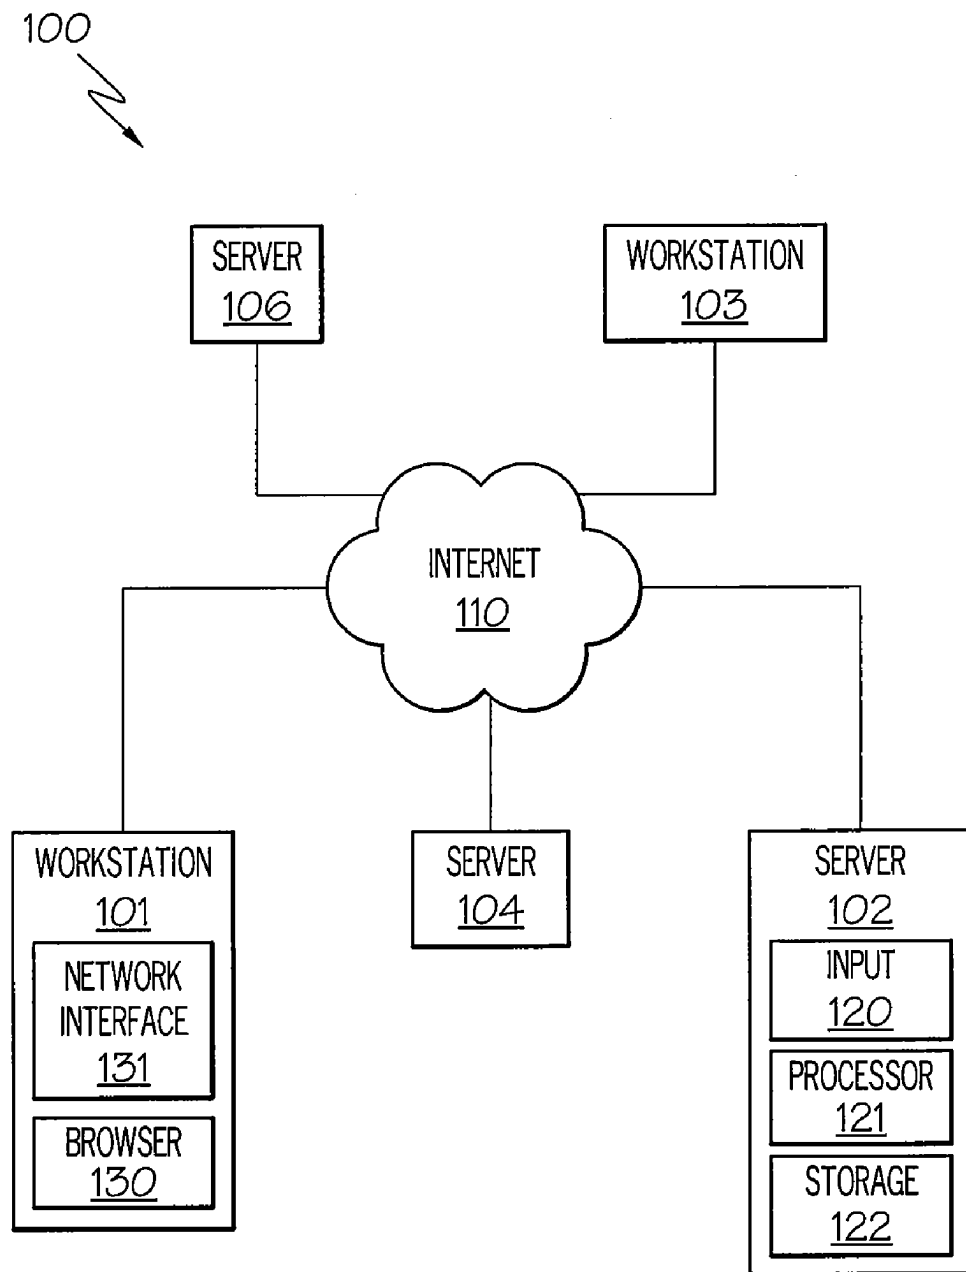 100
SERVER
106
WORKSTATION
103
INTERNET
110
WORKSTATION
101
NETWORK
INTERFACE
131
BROWSER
130
SERVER
104
SERVER
102
INPUT
120
PROCESSOR
121
STORAGE
122